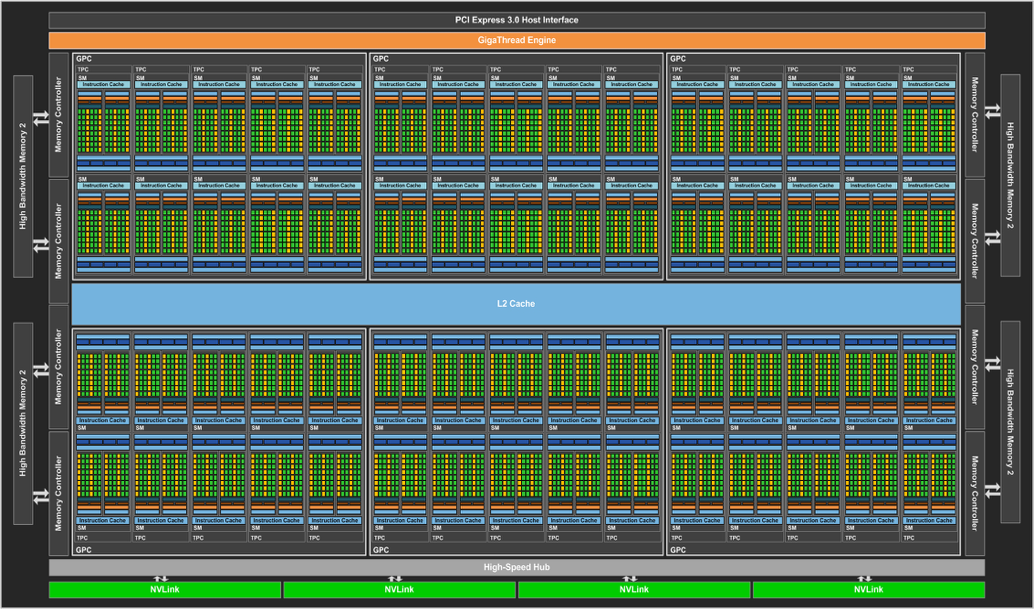 PCI Express 3.0 Host Interface
GigaThread Engine
GPC GPC GPC
TPC TPC TPC TPC TPC TPC TPC TPC TPC TPC TPC TPC TPC TPC TPC
SM SM SM SM SM SM SM SM SM SM SM SM SM SM SM
Instruction Cache Instruction Cache Instruction Cache Instruction Cache Instruction Cache Instruction Cache Instruction Cache Instruction Cache Instruction Cache Instruction Cache Instruction Cache Instruction Cache Instruction Cache Instruction Cache Instruction Cache
High Bandwidth Memory 2
Memory Controller
Memory Controller
High Bandwidth Memory 2
SM SM SM SM SM SM SM SM SM SM SM SM SM SM SM
Instruction Cache Instruction Cache Instruction Cache Instruction Cache Instruction Cache Instruction Cache Instruction Cache Instruction Cache Instruction Cache Instruction Cache Instruction Cache Instruction Cache Instruction Cache Instruction Cache Instruction Cache
Memory Controller
Memory Controller
L2 Cache
High Bandwidth Memory 2
Memory Controller
Memory Controller
High Bandwidth Memory 2
Instruction Cache Instruction Cache Instruction Cache Instruction Cache Instruction Cache Instruction Cache Instruction Cache Instruction Cache Instruction Cache Instruction Cache Instruction Cache Instruction Cache Instruction Cache Instruction Cache Instruction Cache
SM SM SM SM SM SM SM SM SM SM SM SM SM SM SM
Memory Controller
Memory Controller
Instruction Cache Instruction Cache Instruction Cache Instruction Cache Instruction Cache Instruction Cache Instruction Cache Instruction Cache Instruction Cache Instruction Cache Instruction Cache Instruction Cache Instruction Cache Instruction Cache Instruction Cache
SM SM SM SM SM SM SM SM SM SM SM SM SM SM SM
TPC TPC TPC TPC TPC TPC TPC TPC TPC TPC TPC TPC TPC TPC TPC
GPC GPC GPC
High-Speed Hub
NVLink NVLink NVLink NVLink